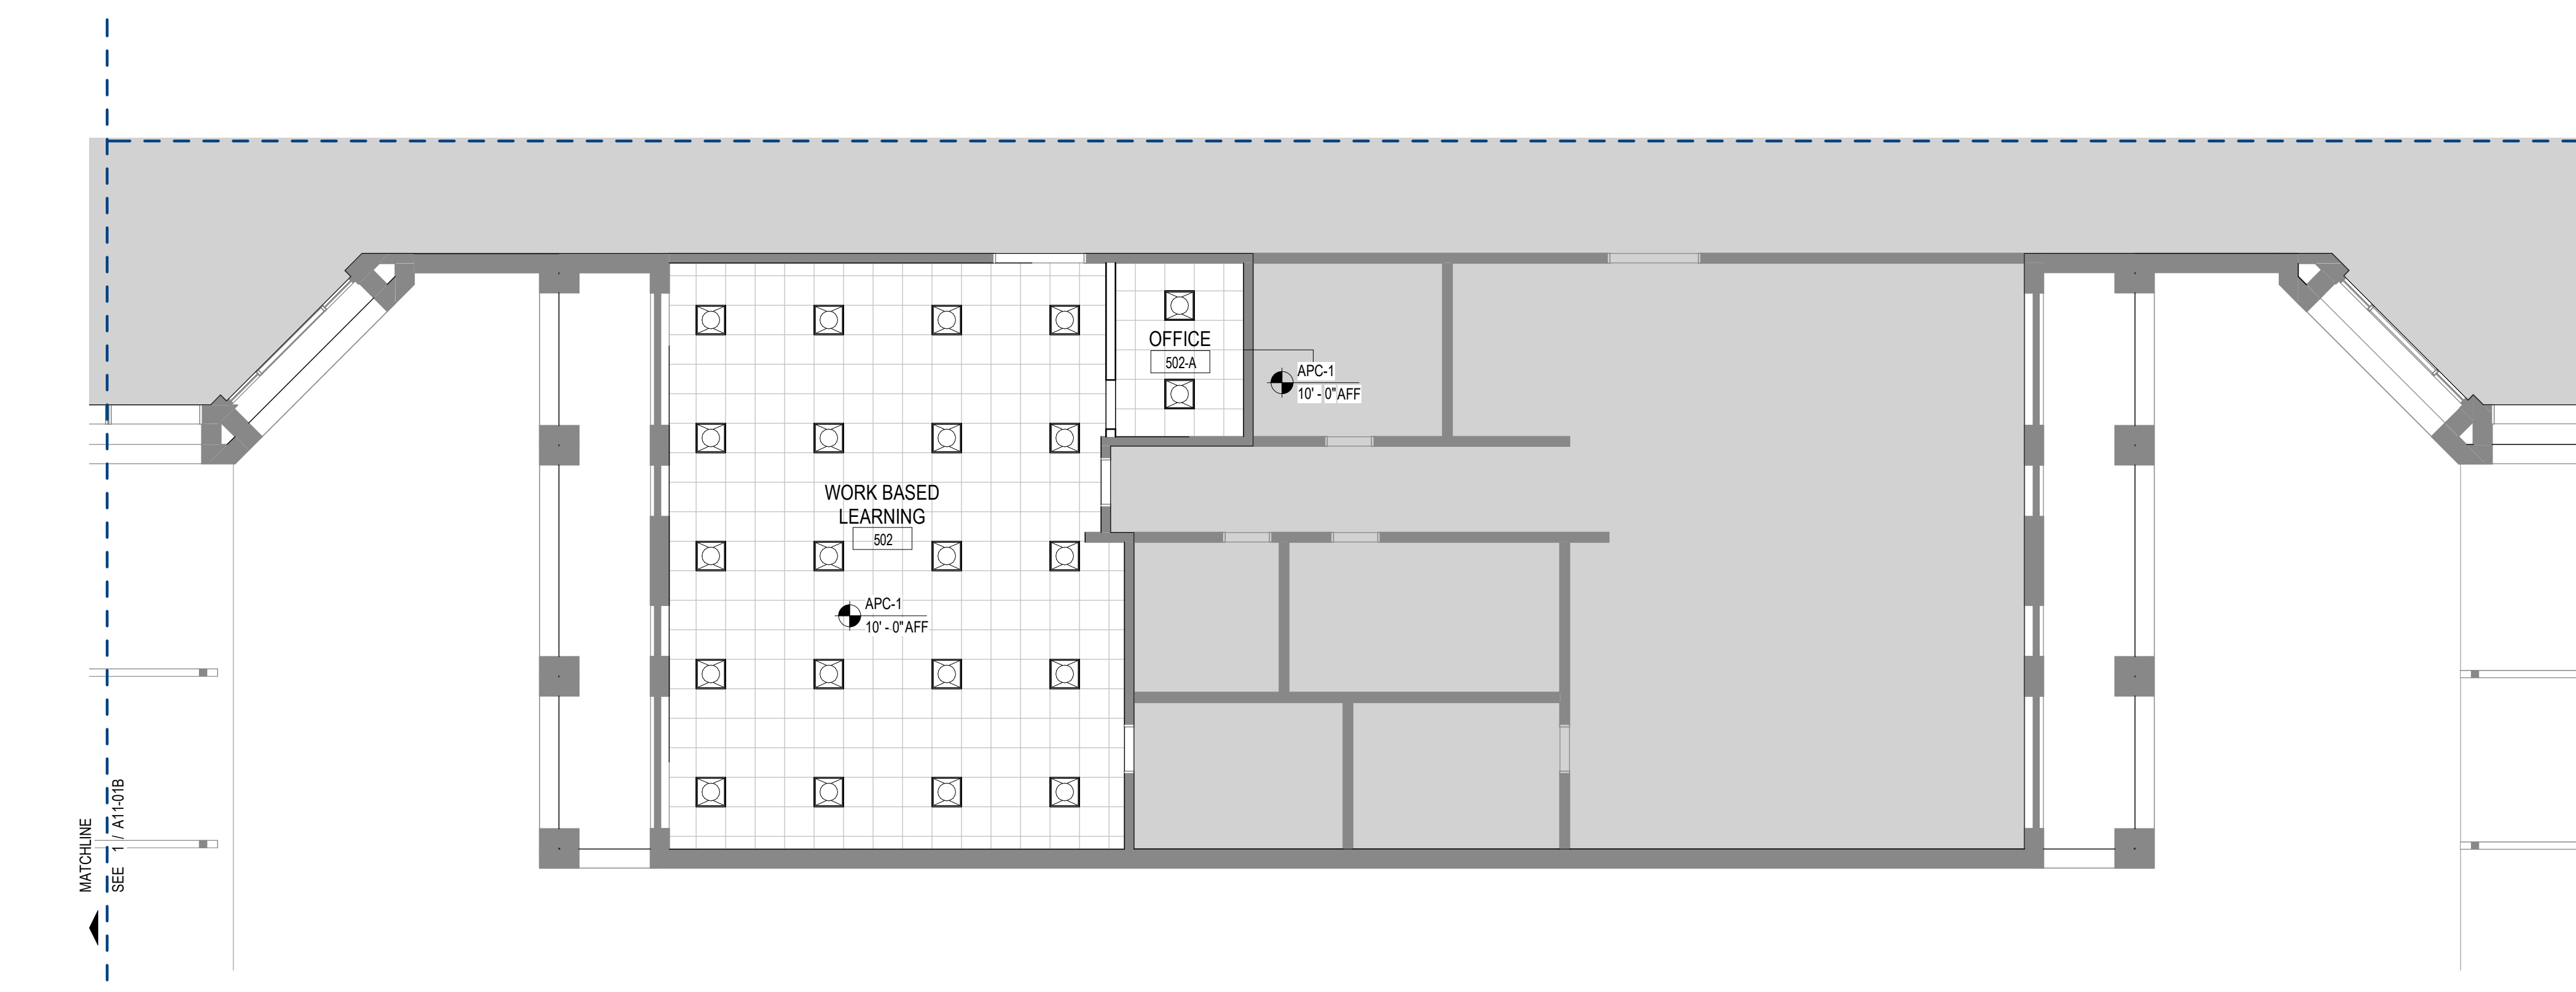 OFFICE
502-A
APC-1
10' - 0" AFF
WORK BASED
LEARNING
502
APC-1
10' - 0" AFF
MATCHLINE
SEE 1 / A11-01B